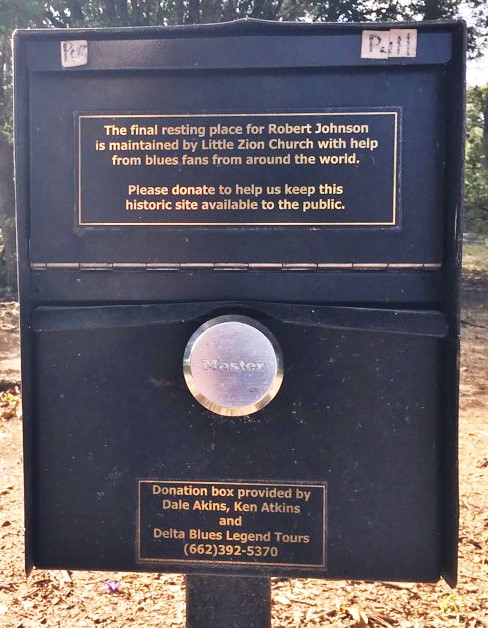 Pull
The final resting place for Robert Johnson
is maintained by Little Zion Church with help
from blues fans from around the world.
Please donate to help us keep this
historic site available to the public.
Master
Donation box provided by
Dale Akins, Ken Atkins
and
Delta Blues Legend Tours
(662)392-5370